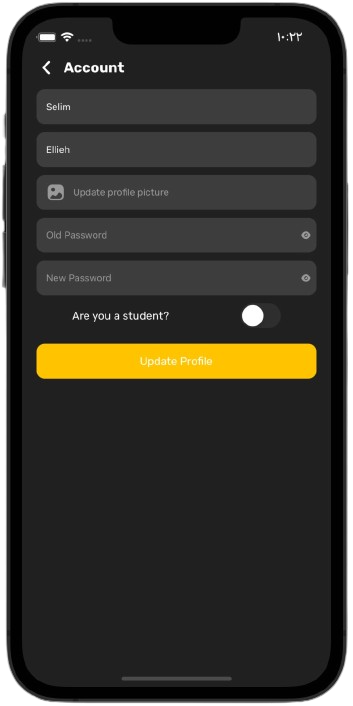 ١٠:٢٢
Account
Selim
Ellieh
Update profile picture
Old Password
New Password
Are you a student?
Update Profile